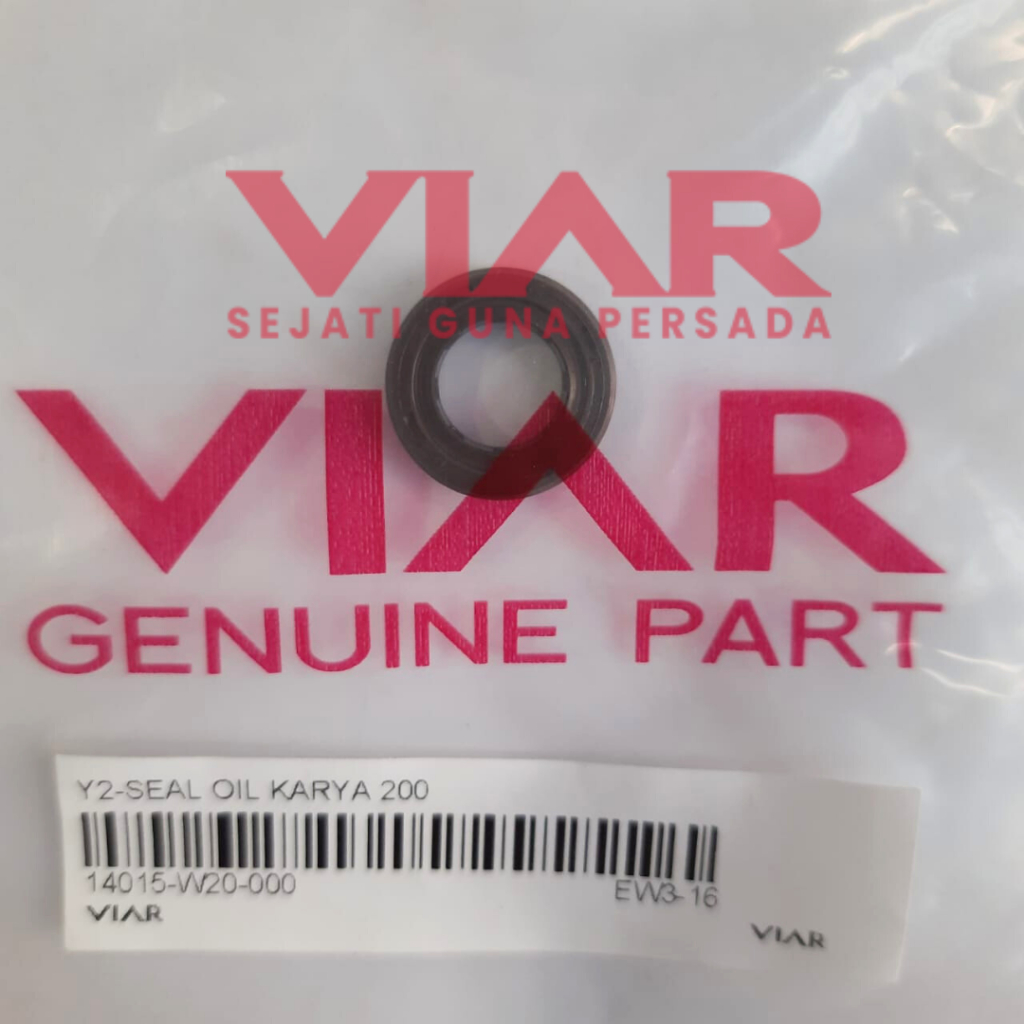 VIAR
SEJATI GUNA PERSADA
VIAR
GENUINE PART
Y2-SEAL OIL KARYA 200
14015-W20-000 EW3-16
VIAR
VIAR